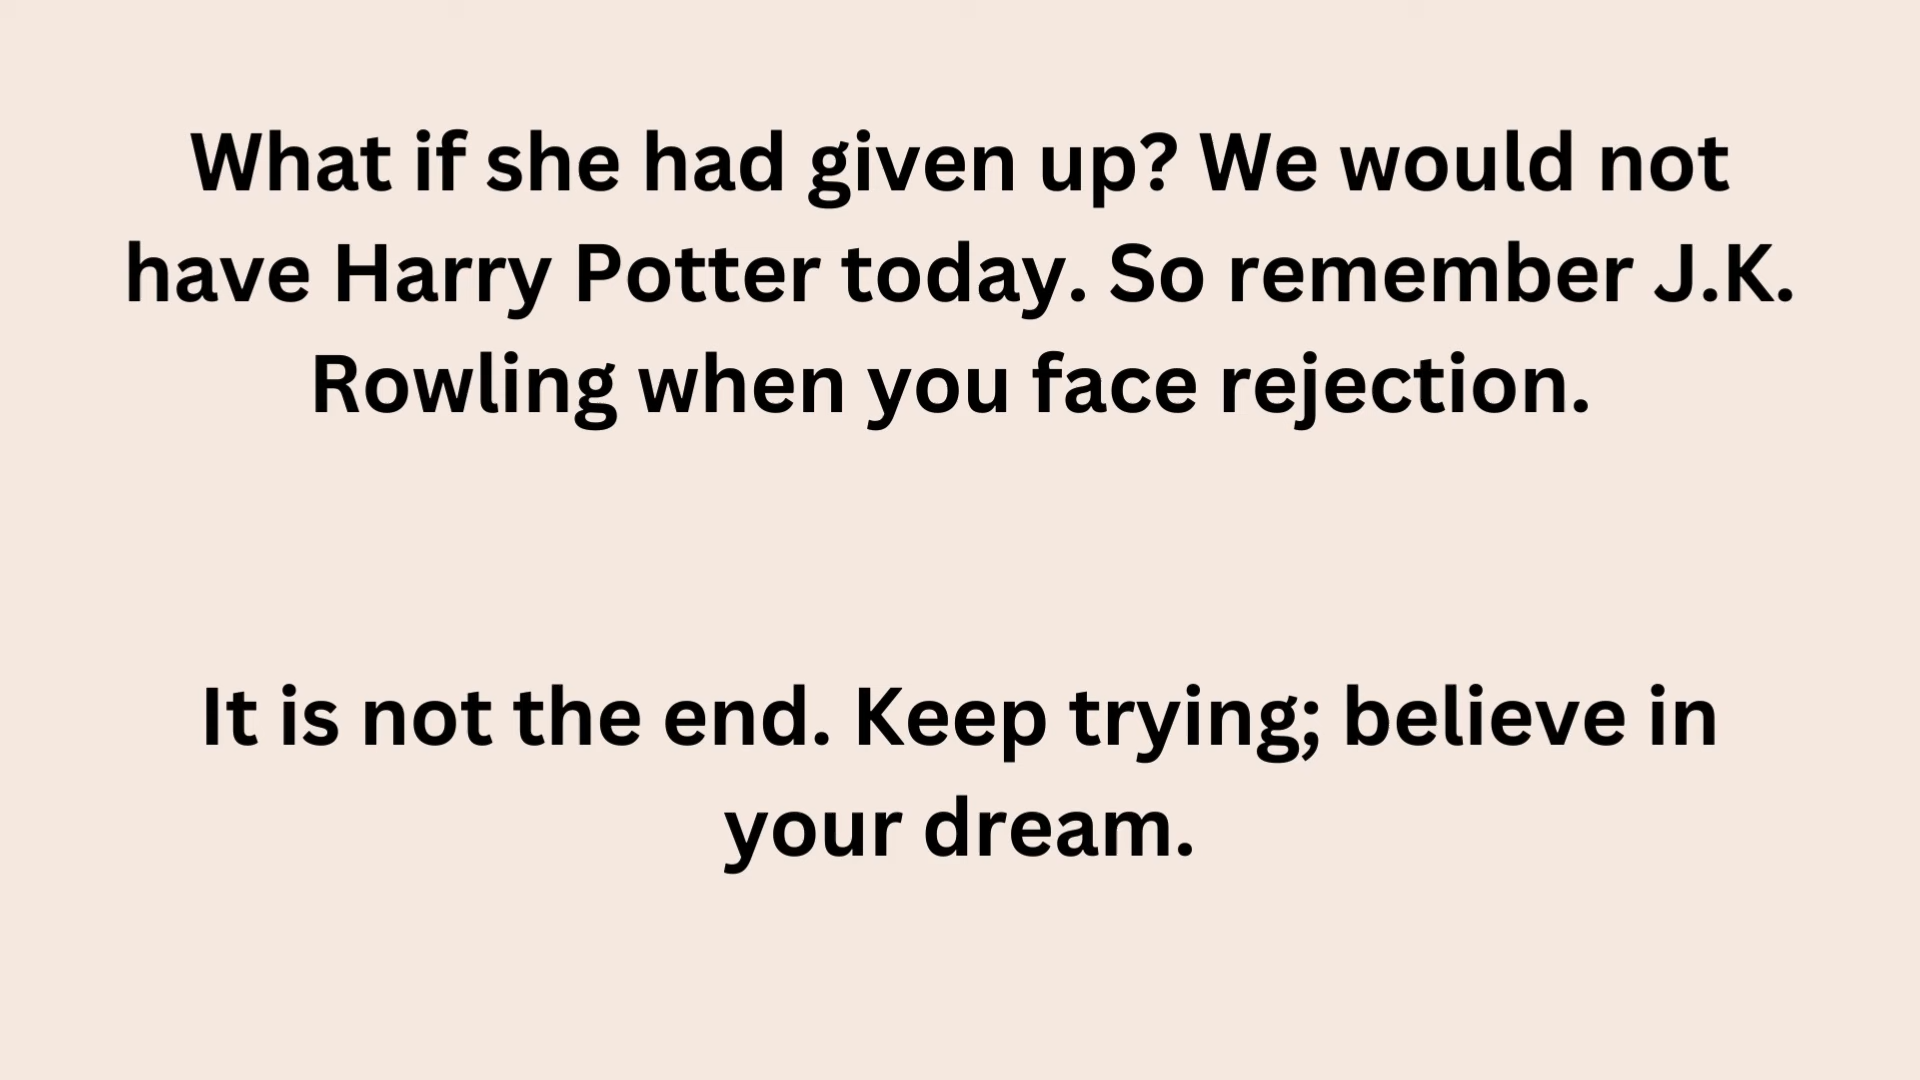 What if she had given up? We would not
have Harry Potter today. So remember J.K.
Rowling when you face rejection.
It is not the end. Keep trying; believe in
your dream.